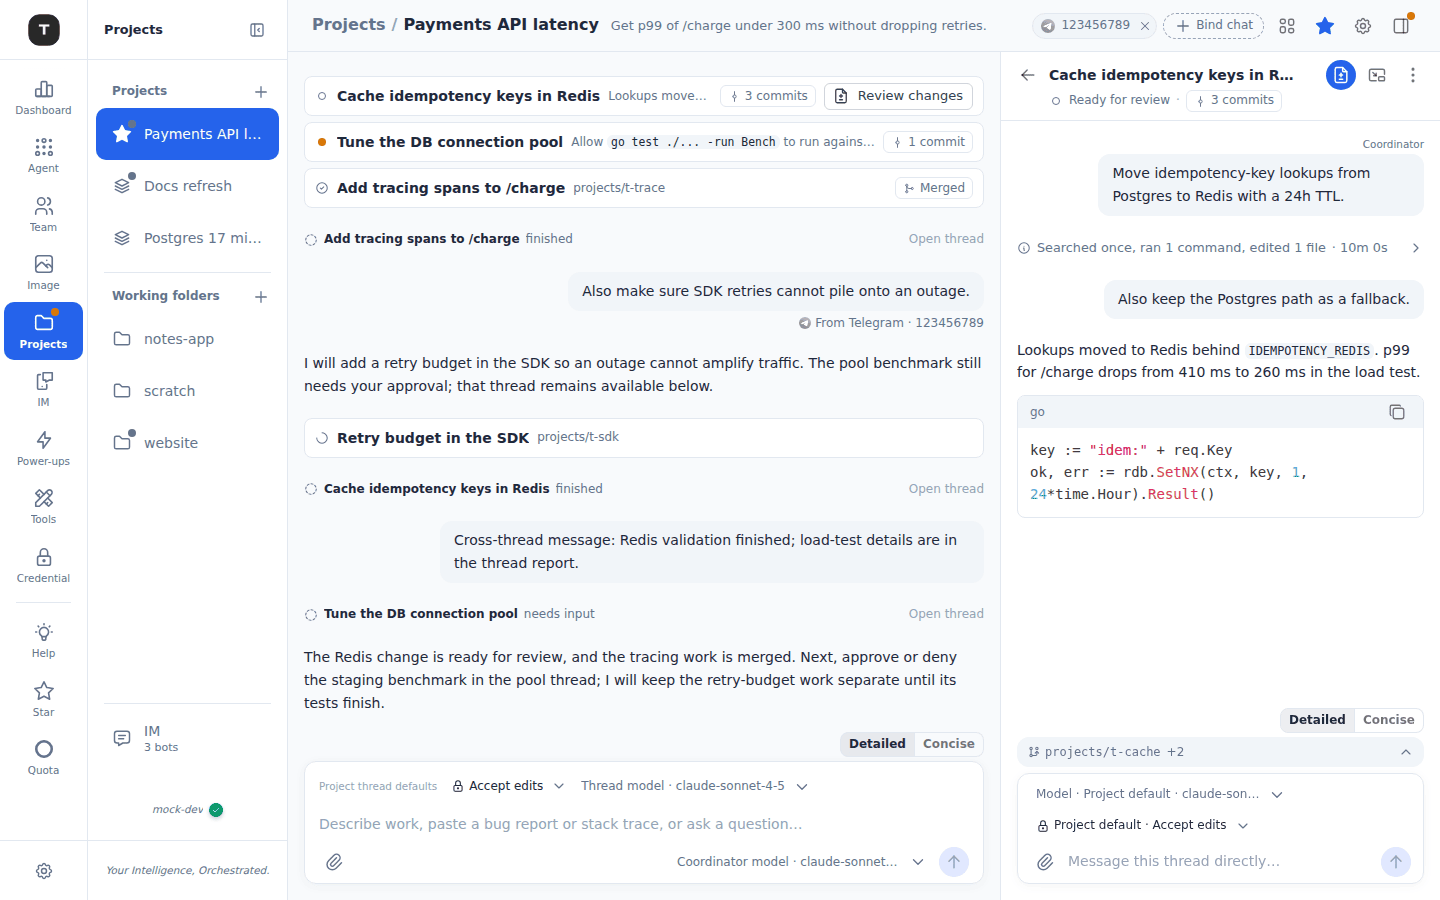 T
Dashboard
Agent
Team
Image
Projects
IM
Power-ups
Tools
Credential
Help
Star
Quota
Projects
Projects
Payments API l...
Docs refresh
Postgres 17 mi...
Working folders
notes-app
scratch
website
IM
3 bots
mock-dev
Your Intelligence, Orchestrated.
Projects / Payments API latency Get p99 of /charge under 300 ms without dropping retries.
123456789
Bind chat
Cache idempotency keys in Redis Lookups move... 3 commits Review changes
Tune the DB connection pool Allow go test ./... -run Bench to run agains... 1 commit
Add tracing spans to /charge projects/t-trace Merged
Add tracing spans to /charge finished Open thread
Also make sure SDK retries cannot pile onto an outage.
From Telegram · 123456789
I will add a retry budget in the SDK so an outage cannot amplify traffic. The pool benchmark still
needs your approval; that thread remains available below.
Retry budget in the SDK projects/t-sdk
Cache idempotency keys in Redis finished Open thread
Cross-thread message: Redis validation finished; load-test details are in
the thread report.
Tune the DB connection pool needs input Open thread
The Redis change is ready for review, and the tracing work is merged. Next, approve or deny
the staging benchmark in the pool thread; I will keep the retry-budget work separate until its
tests finish.
Detailed Concise
Project thread defaults Accept edits Thread model · claude-sonnet-4-5
Describe work, paste a bug report or stack trace, or ask a question...
Coordinator model · claude-sonnet...
Cache idempotency keys in R...
Ready for review · 3 commits
Coordinator
Move idempotency-key lookups from
Postgres to Redis with a 24h TTL.
Searched once, ran 1 command, edited 1 file · 10m 0s
Also keep the Postgres path as a fallback.
Lookups moved to Redis behind IDEMPOTENCY_REDIS. p99
for /charge drops from 410 ms to 260 ms in the load test.
go
key := "idem:" + req.Key
ok, err := rdb.SetNX(ctx, key, 1,
24*time.Hour).Result()
Detailed Concise
projects/t-cache +2
Model · Project default · claude-son...
Project default · Accept edits
Message this thread directly...